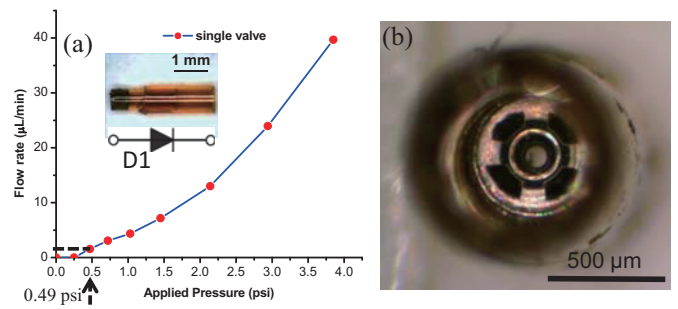 (a)
single valve
1 mm
D1
40
30
20
10
0
Flow rate (µL/min)
0.0 0.5 1.0 1.5 2.0 2.5 3.0 3.5 4.0
0.49 psi
Applied Pressure (psi)
(b)
500 µm